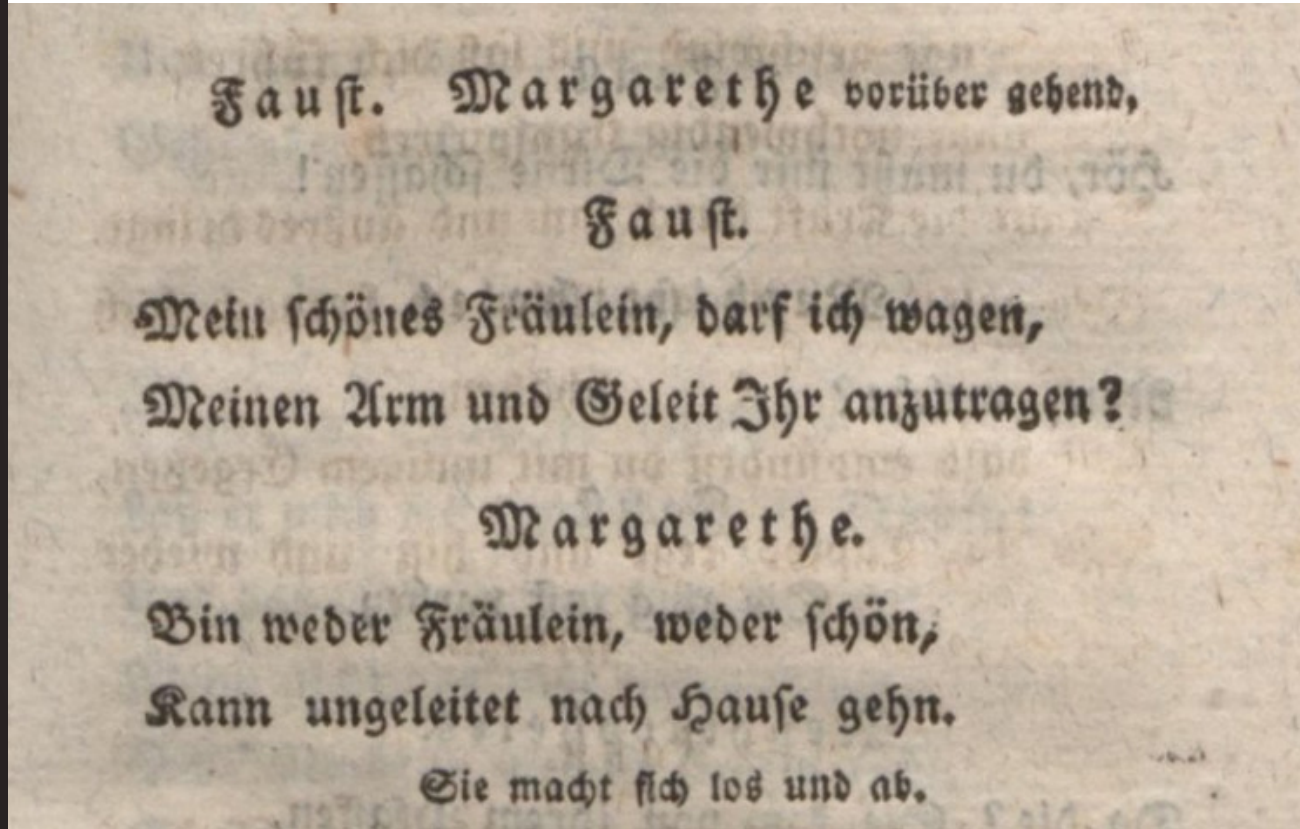 Faust. Margarethe vorüber gehend,
Faust.
Mein schönes Fräulein, darf ich wagen,
Meinen Arm und Geleit Ihr anzutragen?
Margarethe.
Bin weder Fräulein, weder schön,
Kann ungeleitet nach Hause gehn.
Sie macht sich los und ab.